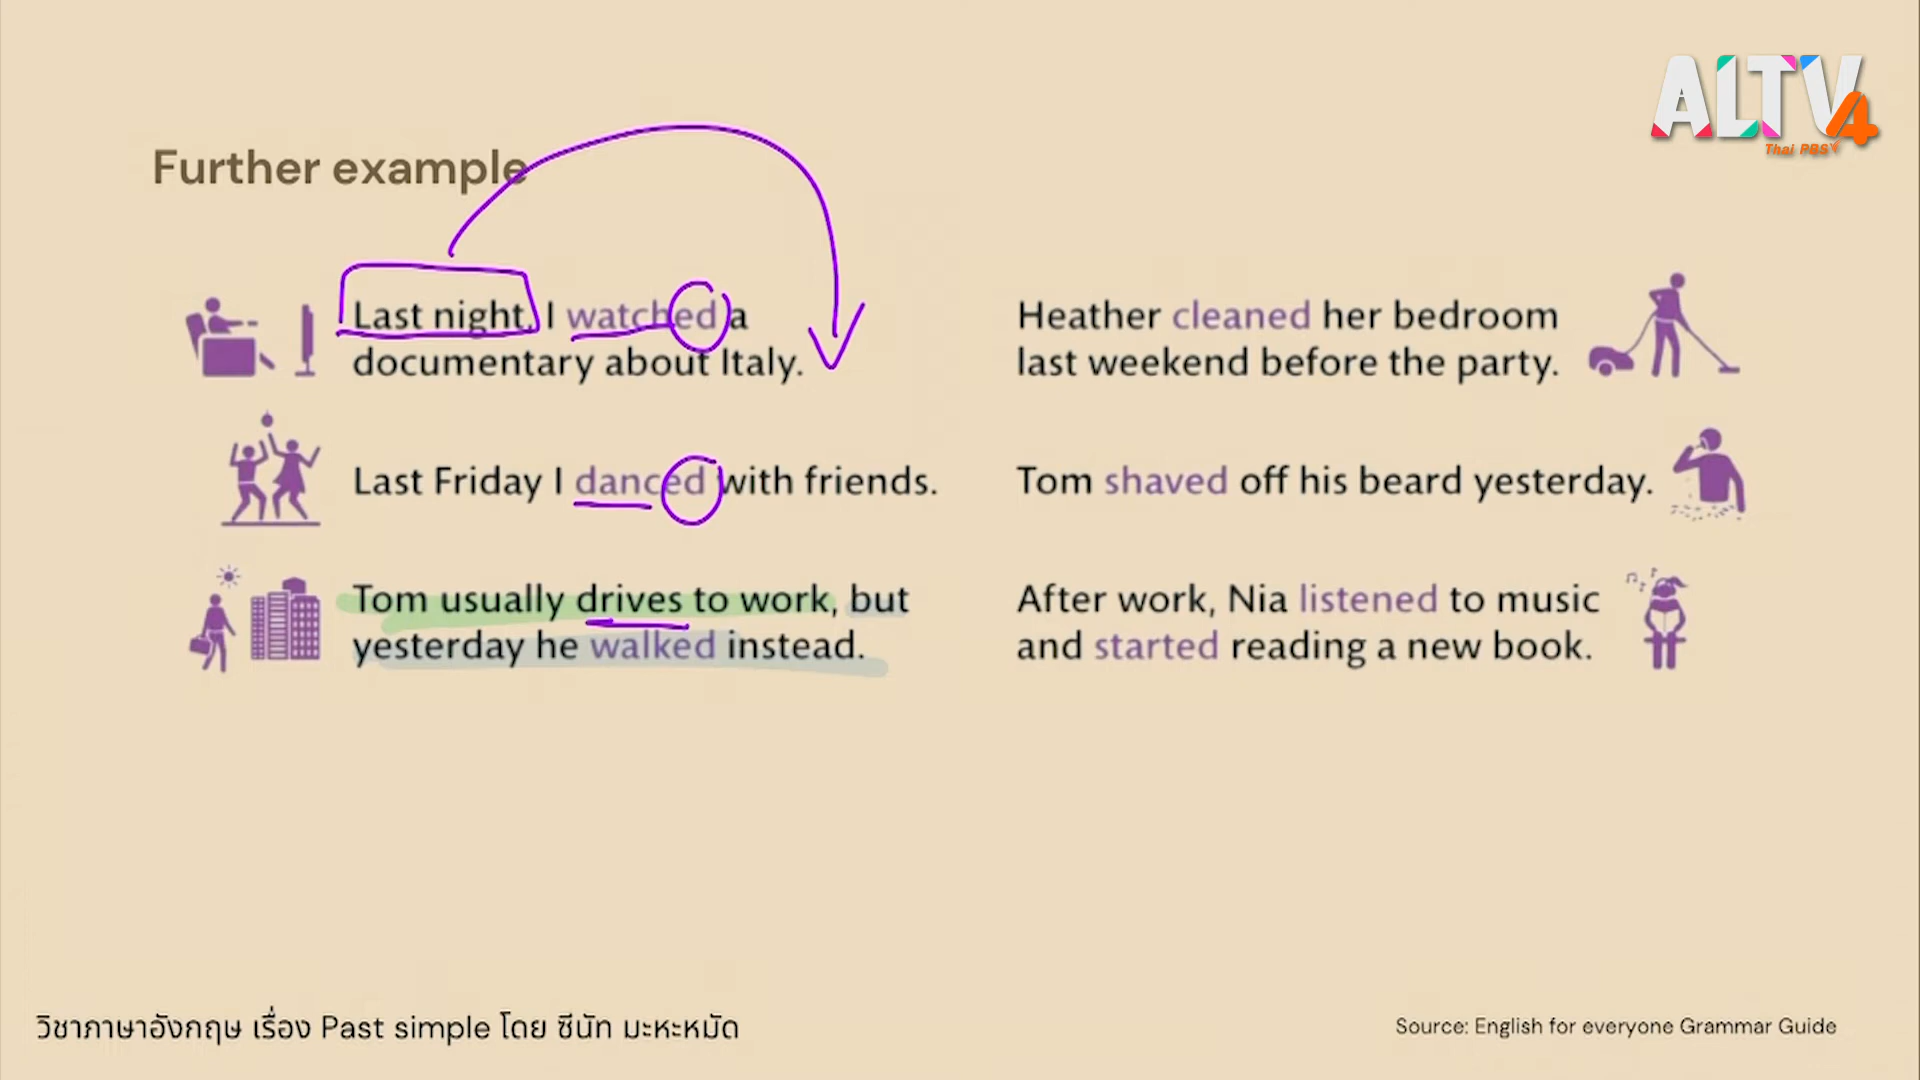 ALTV4
Thai PBS
Further example
Last night, I watched a
documentary about Italy.
Last Friday I danced with friends.
Tom usually drives to work, but
yesterday he walked instead.
Heather cleaned her bedroom
last weekend before the party.
Tom shaved off his beard yesterday.
After work, Nia listened to music
and started reading a new book.
วิชาภาษาอังกฤษ เรื่อง Past simple โดย ซีนัท มะหะหมัด
Source: English for everyone Grammar Guide